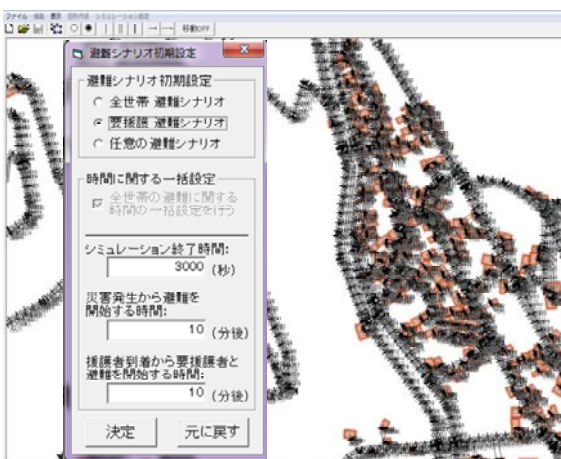 ファイル 編集 表示 図形作成 シミュレーション設定
移動OFF
避難シナリオ初期設定
避難シナリオ初期設定
全世帯 避難シナリオ
要援護 避難シナリオ
任意の避難シナリオ
時間に関する一括設定
全世帯の避難に関する
時間の一括設定を行う
シミュレーション終了時間:
3000 (秒)
災害発生から避難を
開始する時間:
10 (分後)
援護者到着から要援護者と
避難を開始する時間:
10 (分後)
決定 元に戻す